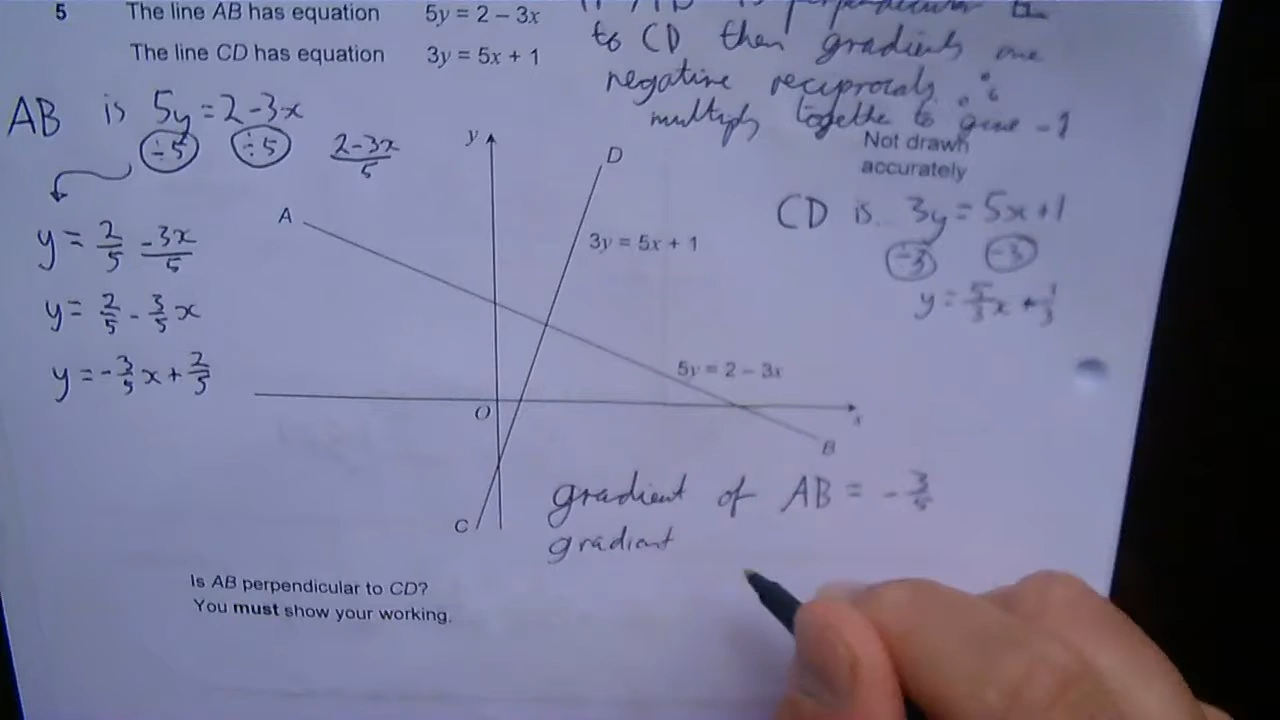 5 The line AB has equation 5y = 2 – 3x
The line CD has equation 3y = 5x + 1
to CD then gradients are
negative reciprocals ∴
multiply together to give -1
Not drawn
accurately
AB is 5y = 2 - 3x
÷5 ÷5 2-3x/5
y = 2/5 -3x/5
y = 2/5 - 3/5 x
y = -3/5 x + 2/5
CD is 3y = 5x + 1
÷3 ÷3
y = 5/3 x + 1/3
y
D
A
3y = 5x + 1
5y = 2 – 3x
O
x
B
C
gradient of AB = - 3/5
gradient
Is AB perpendicular to CD?
You must show your working.